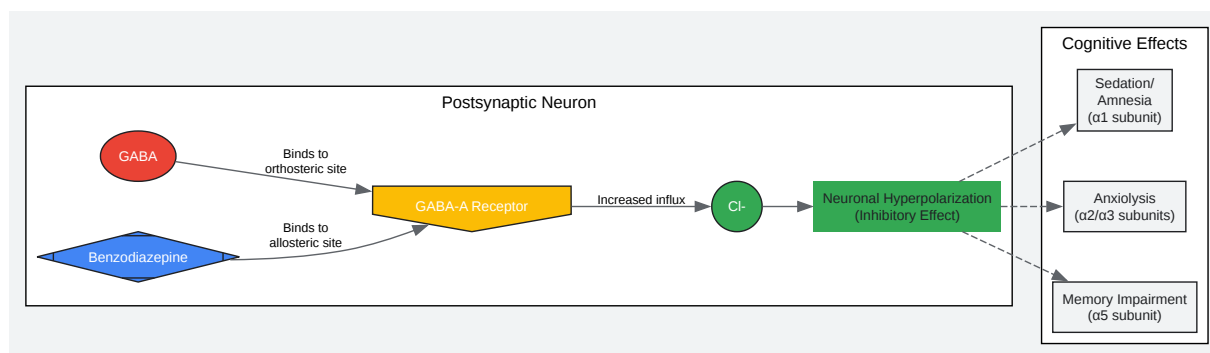 Cognitive Effects
Postsynaptic Neuron
GABA
Binds to
orthosteric site
Benzodiazepine
Binds to
allosteric site
GABA-A Receptor
Increased influx
Cl-
Neuronal Hyperpolarization
(Inhibitory Effect)
Sedation/
Amnesia
(α1 subunit)
Anxiolysis
(α2/α3 subunits)
Memory Impairment
(α5 subunit)